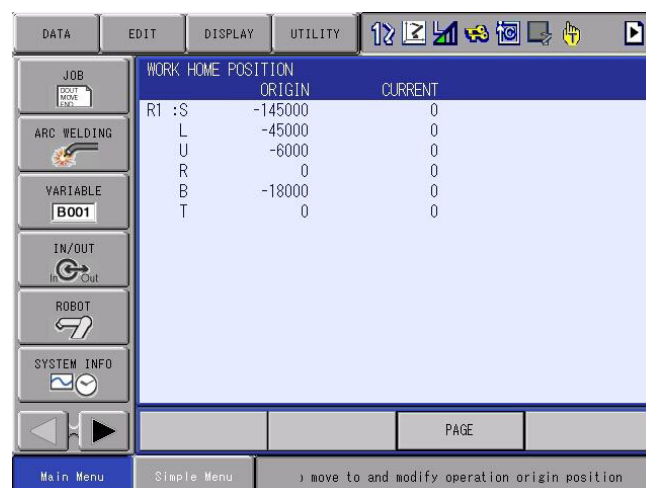 DATA EDIT DISPLAY UTILITY
JOB
DOUT
MOVE
END
ARC WELDING
VARIABLE
B001
IN/OUT
In Out
ROBOT
SYSTEM INFO
WORK HOME POSITION
ORIGIN CURRENT
R1 :S -145000 0
L -45000 0
U -6000 0
R 0 0
B -18000 0
T 0 0
PAGE
Main Menu Simple Menu ) move to and modify operation origin position